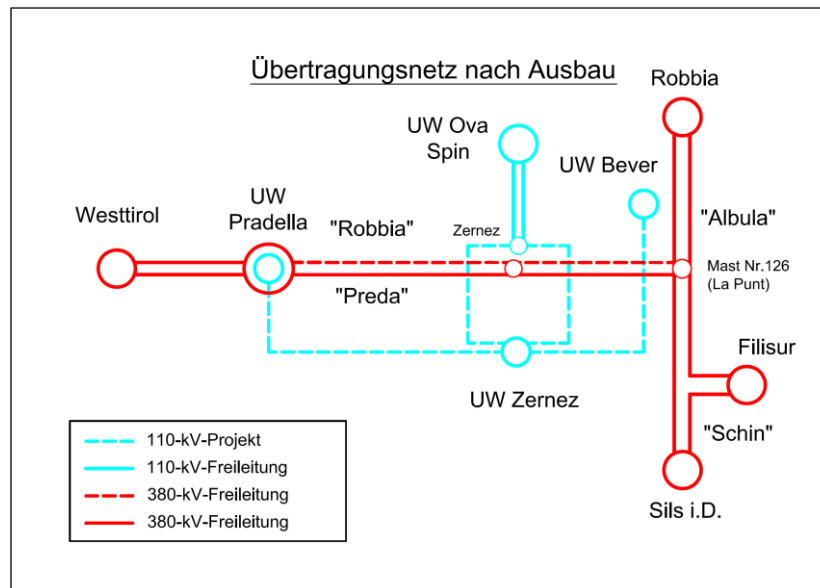 Übertragungsnetz nach Ausbau
Robbia
UW Ova
Spin
UW Bever
UW
Pradella
Westtirol
"Robbia"
Zernez
"Albula"
"Preda"
Mast Nr.126
(La Punt)
UW Zernez
Filisur
"Schin"
Sils i.D.
110-kV-Projekt
110-kV-Freileitung
380-kV-Freileitung
380-kV-Freileitung